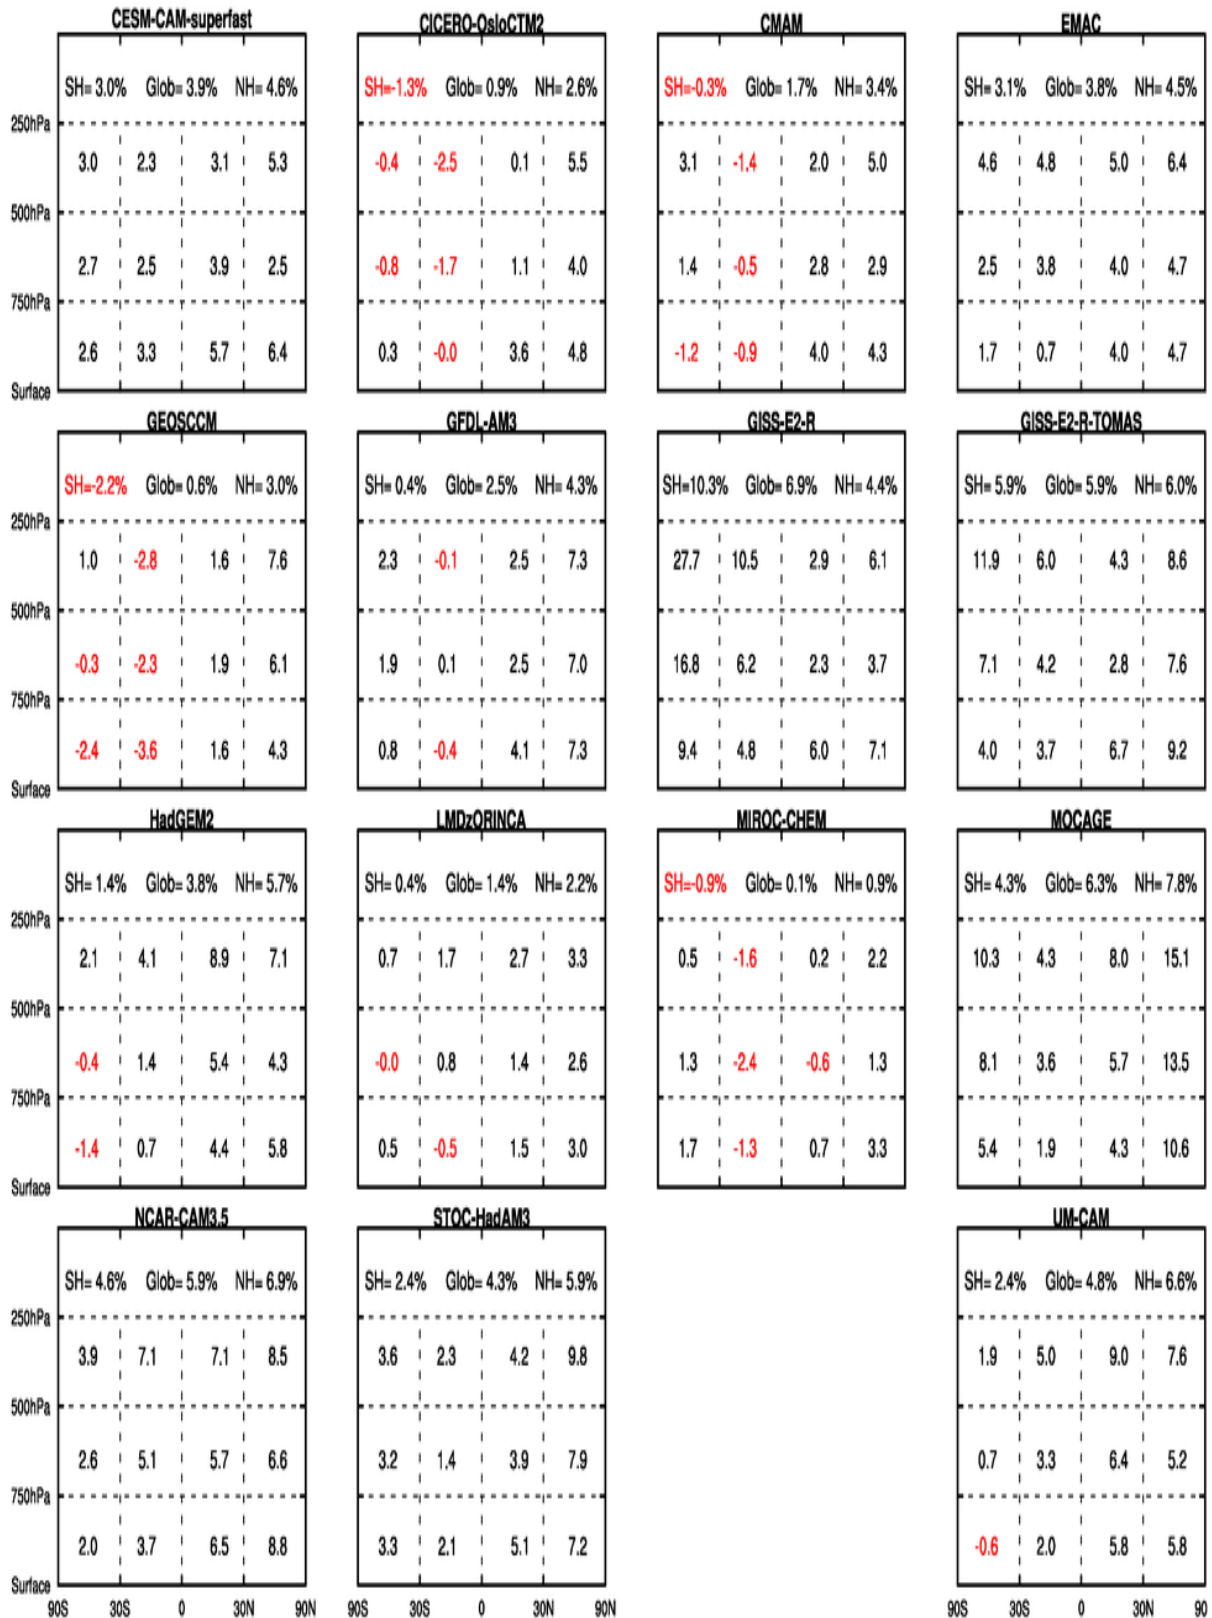 CESM-CAM-superfast CICERO-OsloCTM2 CMAM EMAC
SH= 3.0% Glob= 3.9% NH= 4.6% SH=-1.3% Glob= 0.9% NH= 2.6% SH=-0.3% Glob= 1.7% NH= 3.4% SH= 3.1% Glob= 3.8% NH= 4.5%
250hPa
3.0 2.3 3.1 5.3 -0.4 -2.5 0.1 5.5 3.1 -1.4 2.0 5.0 4.6 4.8 5.0 6.4
500hPa
2.7 2.5 3.9 2.5 -0.8 -1.7 1.1 4.0 1.4 -0.5 2.8 2.9 2.5 3.8 4.0 4.7
750hPa
2.6 3.3 5.7 6.4 0.3 -0.0 3.6 4.8 -1.2 -0.9 4.0 4.3 1.7 0.7 4.0 4.7
Surface
GEOSCCM GFDL-AM3 GISS-E2-R GISS-E2-R-TOMAS
SH=-2.2% Glob= 0.6% NH= 3.0% SH= 0.4% Glob= 2.5% NH= 4.3% SH=10.3% Glob= 6.9% NH= 4.4% SH= 5.9% Glob= 5.9% NH= 6.0%
250hPa
1.0 -2.8 1.6 7.6 2.3 -0.1 2.5 7.3 27.7 10.5 2.9 6.1 11.9 6.0 4.3 8.6
500hPa
-0.3 -2.3 1.9 6.1 1.9 0.1 2.5 7.0 16.8 6.2 2.3 3.7 7.1 4.2 2.8 7.6
750hPa
-2.4 -3.6 1.6 4.3 0.8 -0.4 4.1 7.3 9.4 4.8 6.0 7.1 4.0 3.7 6.7 9.2
Surface
HadGEM2 LMDzORINCA MIROC-CHEM MOCAGE
SH= 1.4% Glob= 3.8% NH= 5.7% SH= 0.4% Glob= 1.4% NH= 2.2% SH=-0.9% Glob= 0.1% NH= 0.9% SH= 4.3% Glob= 6.3% NH= 7.8%
250hPa
2.1 4.1 8.9 7.1 0.7 1.7 2.7 3.3 0.5 -1.6 0.2 2.2 10.3 4.3 8.0 15.1
500hPa
-0.4 1.4 5.4 4.3 -0.0 0.8 1.4 2.6 1.3 -2.4 -0.6 1.3 8.1 3.6 5.7 13.5
750hPa
-1.4 0.7 4.4 5.8 0.5 -0.5 1.5 3.0 1.7 -1.3 0.7 3.3 5.4 1.9 4.3 10.6
Surface
NCAR-CAM3.5 STOC-HadAM3 UM-CAM
SH= 4.6% Glob= 5.9% NH= 6.9% SH= 2.4% Glob= 4.3% NH= 5.9% SH= 2.4% Glob= 4.8% NH= 6.6%
250hPa
3.9 7.1 7.1 8.5 3.6 2.3 4.2 9.8 1.9 5.0 9.0 7.6
500hPa
2.6 5.1 5.7 6.6 3.2 1.4 3.9 7.9 0.7 3.3 6.4 5.2
750hPa
2.0 3.7 6.5 8.8 3.3 2.1 5.1 7.2 -0.6 2.0 5.8 5.8
Surface
90S 30S 0 30N 90S 30S 0 30N 90N 90S 30S 0 30N 90